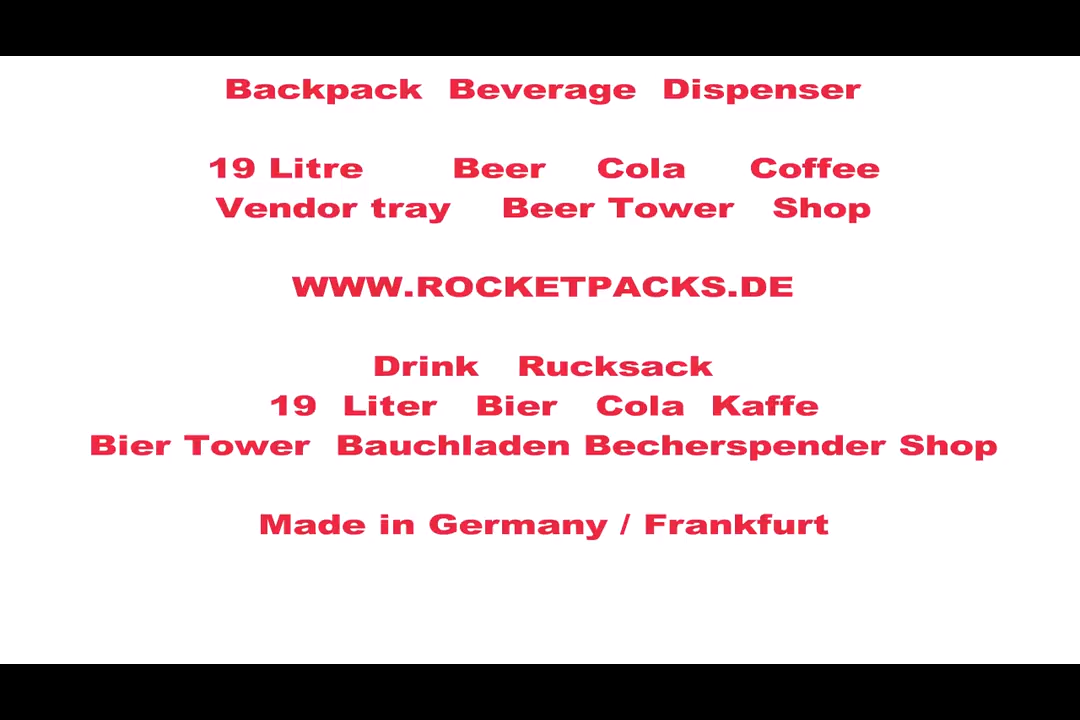 Backpack Beverage Dispenser
19 Litre Beer Cola Coffee
Vendor tray Beer Tower Shop
WWW.ROCKETPACKS.DE
Drink Rucksack
19 Liter Bier Cola Kaffe
Bier Tower Bauchladen Becherspender Shop
Made in Germany / Frankfurt